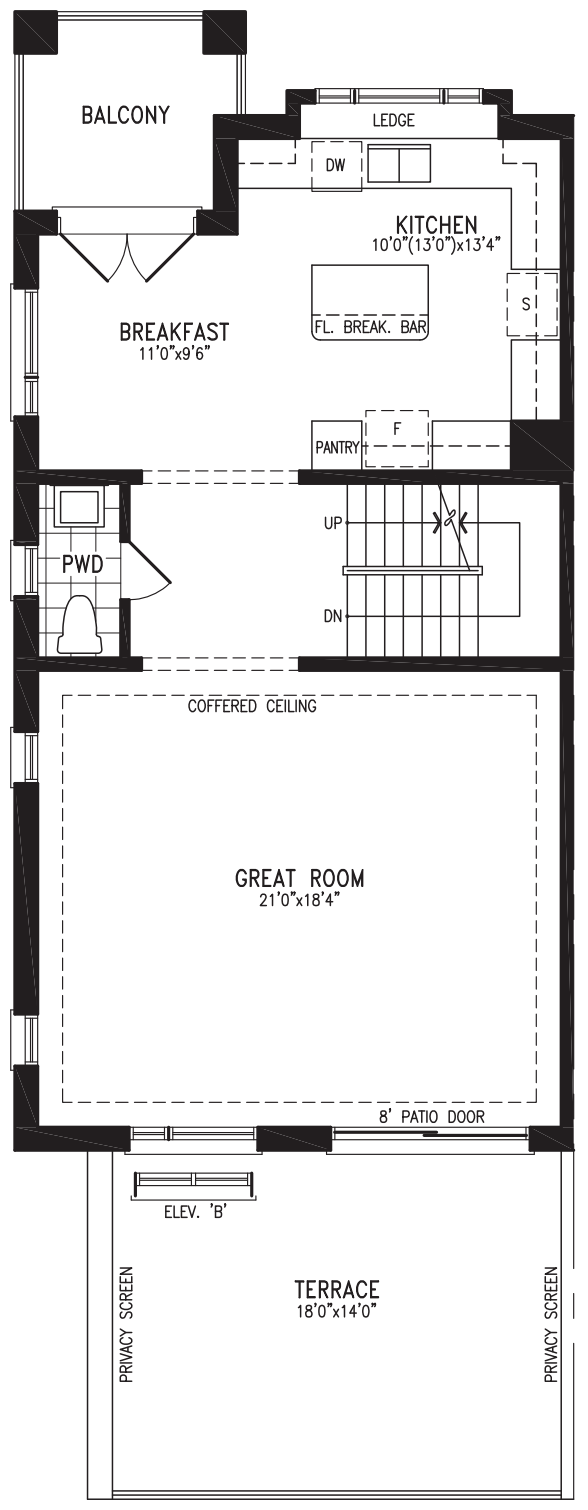 BALCONY
LEDGE
DW
KITCHEN
10'0"(13'0")x13'4"
S
FL. BREAK. BAR
BREAKFAST
11'0"x9'6"
F
PANTRY
UP
PWD
DN
COFFERED CEILING
GREAT ROOM
21'0"x18'4"
8' PATIO DOOR
ELEV. 'B'
TERRACE
18'0"x14'0"
PRIVACY SCREEN
PRIVACY SCREEN